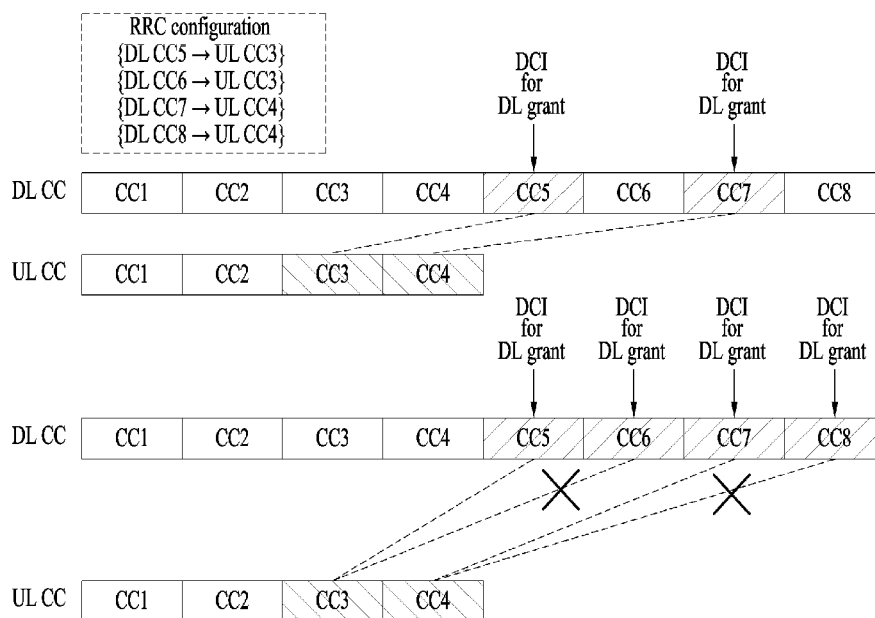 RRC configuration
{DL CC5 → UL CC3}
{DL CC6 → UL CC3}
{DL CC7 → UL CC4}
{DL CC8 → UL CC4}
DCI for DL grant
DCI for DL grant
DL CC CC1 CC2 CC3 CC4 CC5 CC6 CC7 CC8
UL CC CC1 CC2 CC3 CC4
DCI for DL grant
DCI for DL grant
DCI for DL grant
DCI for DL grant
DL CC CC1 CC2 CC3 CC4 CC5 CC6 CC7 CC8
UL CC CC1 CC2 CC3 CC4